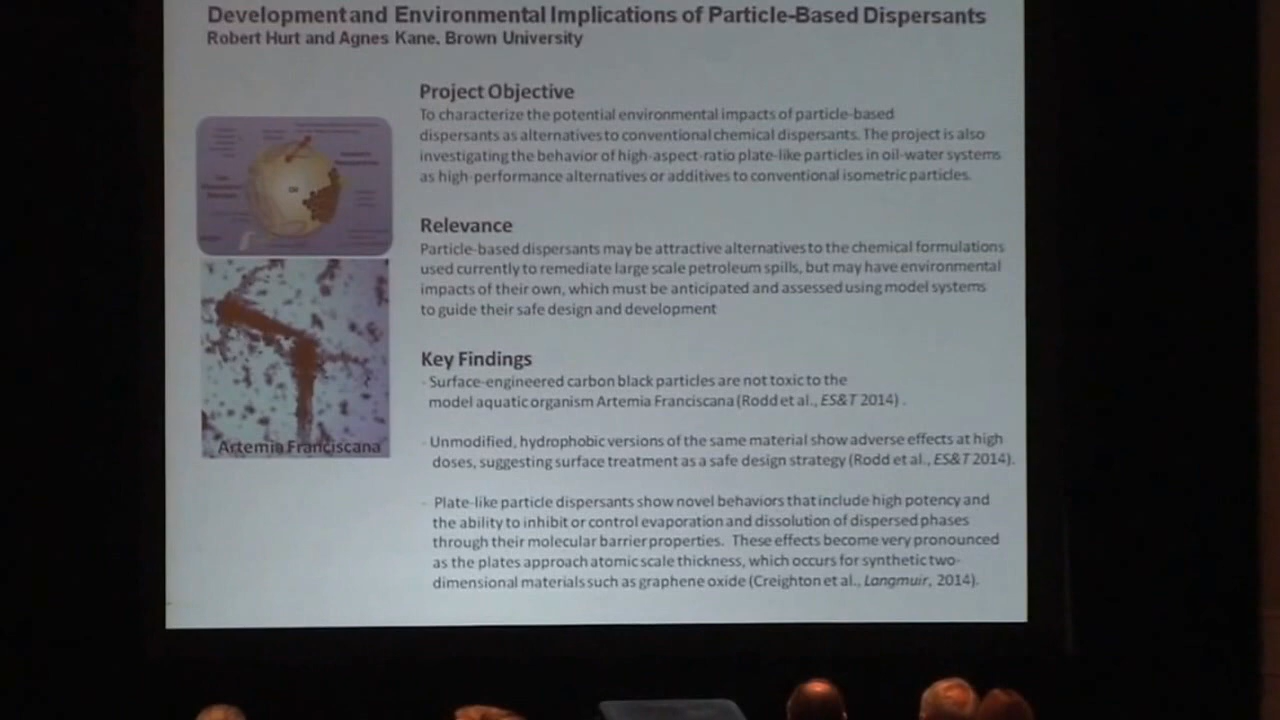 Development and Environmental Implications of Particle-Based Dispersants
Robert Hurt and Agnes Kane, Brown University
Project Objective
To characterize the potential environmental impacts of particle-based
dispersants as alternatives to conventional chemical dispersants. The project is also
investigating the behavior of high-aspect-ratio plate-like particles in oil-water systems
as high-performance alternatives or additives to conventional isometric particles.
Oil
Relevance
Particle-based dispersants may be attractive alternatives to the chemical formulations
used currently to remediate large scale petroleum spills, but may have environmental
impacts of their own, which must be anticipated and assessed using model systems
to guide their safe design and development
Key Findings
- Surface-engineered carbon black particles are not toxic to the
model aquatic organism Artemia Franciscana (Rodd et al., ES&T 2014) .
Artemia Franciscana
- Unmodified, hydrophobic versions of the same material show adverse effects at high
doses, suggesting surface treatment as a safe design strategy (Rodd et al., ES&T 2014).
- Plate-like particle dispersants show novel behaviors that include high potency and
the ability to inhibit or control evaporation and dissolution of dispersed phases
through their molecular barrier properties. These effects become very pronounced
as the plates approach atomic scale thickness, which occurs for synthetic two-
dimensional materials such as graphene oxide (Creighton et al., Langmuir, 2014).